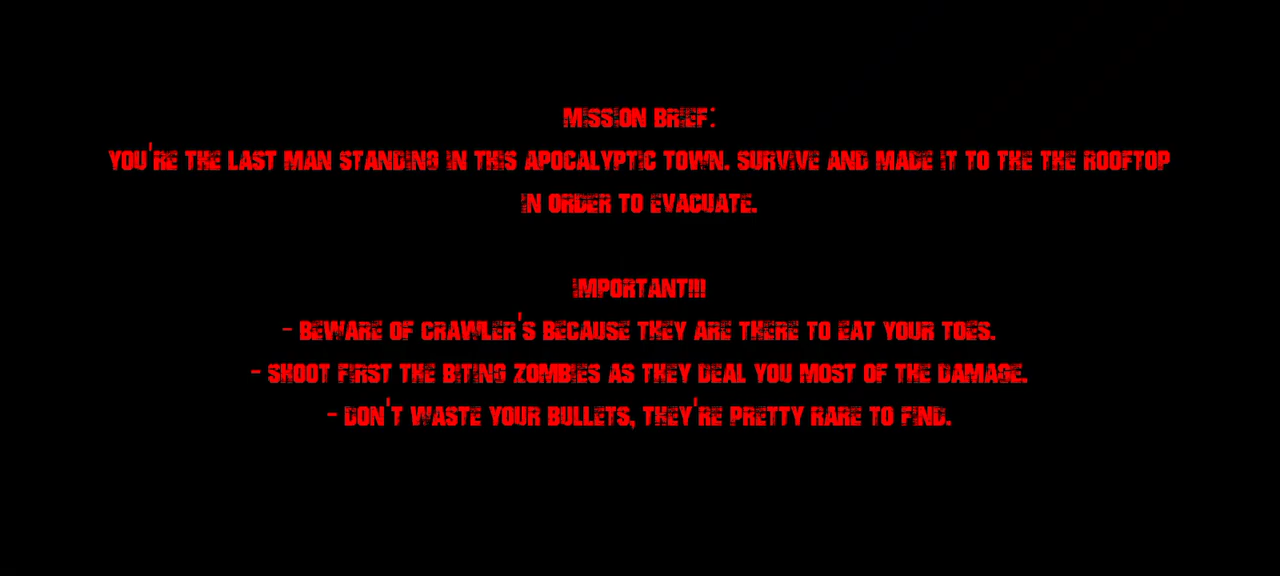 MISSION BRIEF:
YOU'RE THE LAST MAN STANDING IN THIS APOCALYPTIC TOWN. SURVIVE AND MADE IT TO THE THE ROOFTOP
IN ORDER TO EVACUATE.
IMPORTANT!!!
- BEWARE OF CRAWLER'S BECAUSE THEY ARE THERE TO EAT YOUR TOES.
- SHOOT FIRST THE BITING ZOMBIES AS THEY DEAL YOU MOST OF THE DAMAGE.
- DON'T WASTE YOUR BULLETS, THEY'RE PRETTY RARE TO FIND.